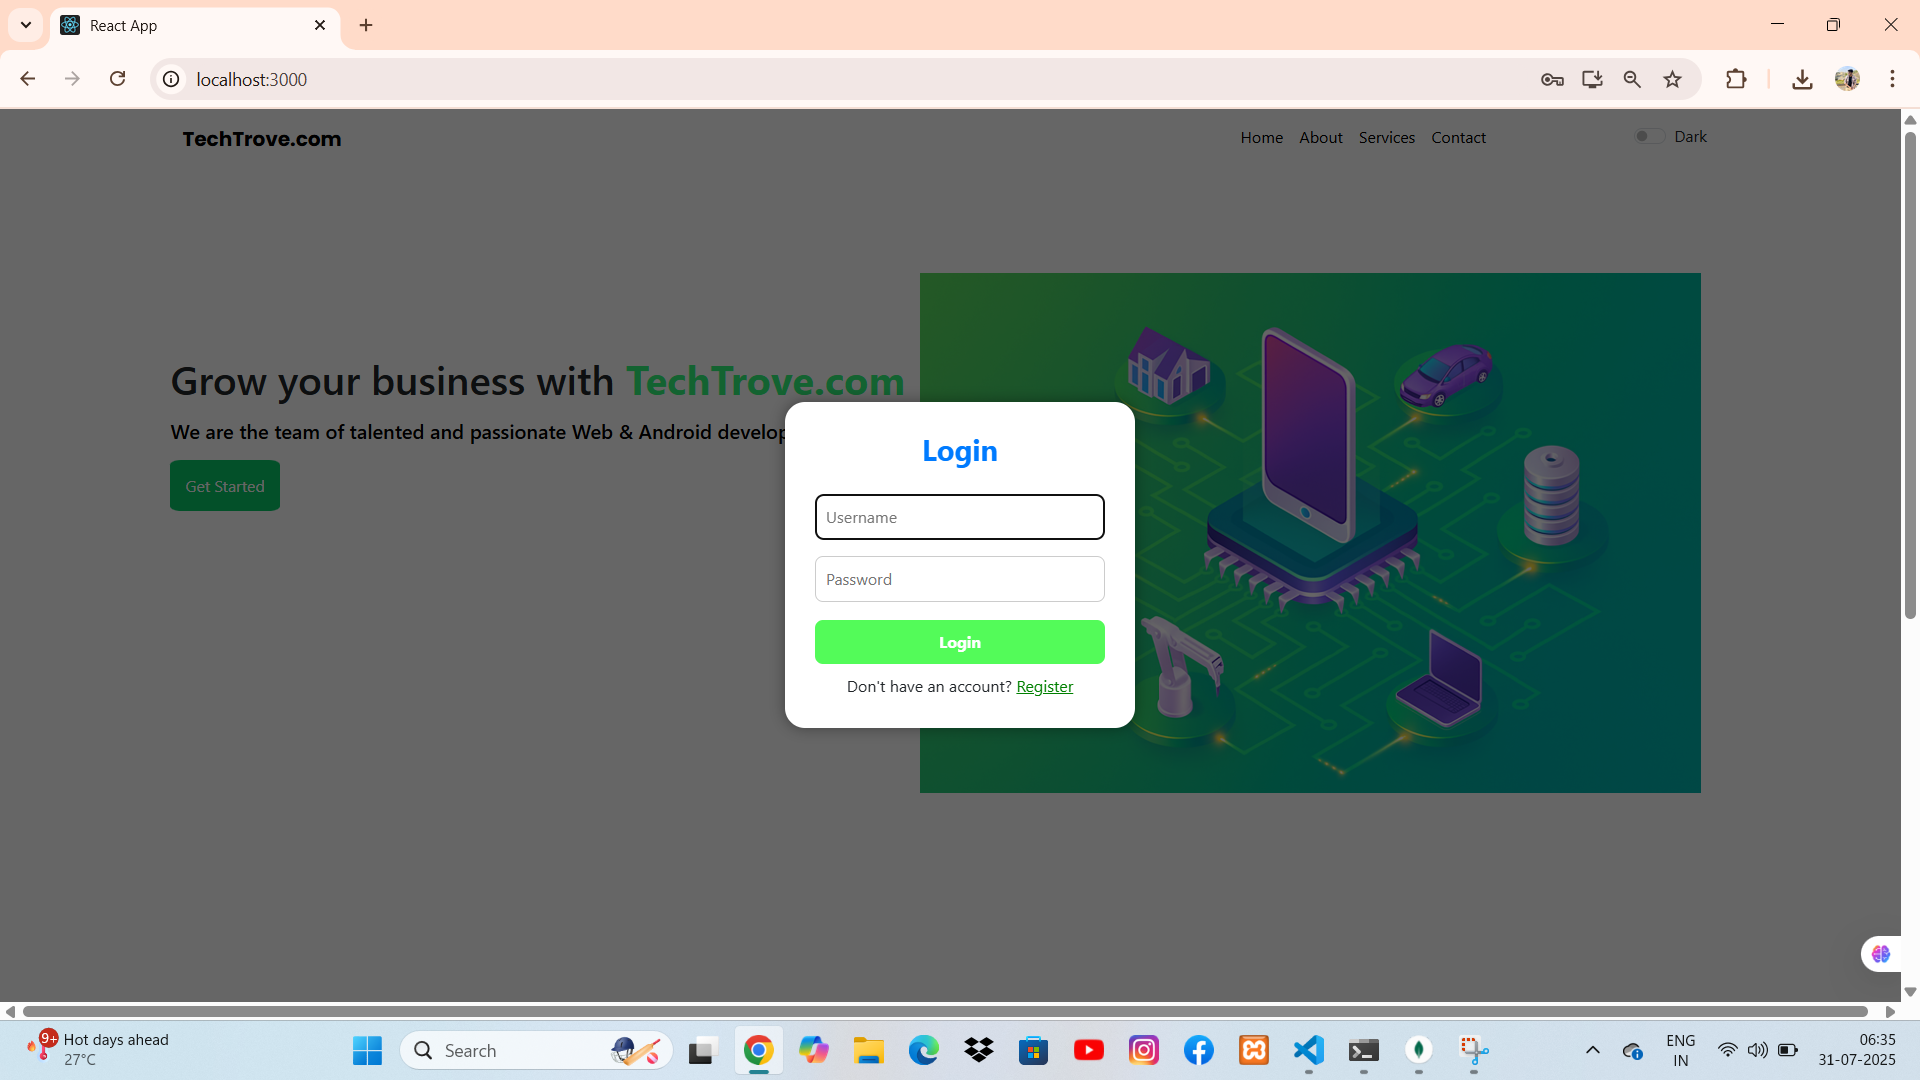 React App
localhost:3000
TechTrove.com
Home About Services Contact
Dark
Grow your business with TechTrove.com
We are the team of talented and passionate Web & Android develop
Get Started
Login
Username
Password
Login
Don't have an account? Register
9+
Hot days ahead
27°C
Search
ENG
IN
06:35
31-07-2025